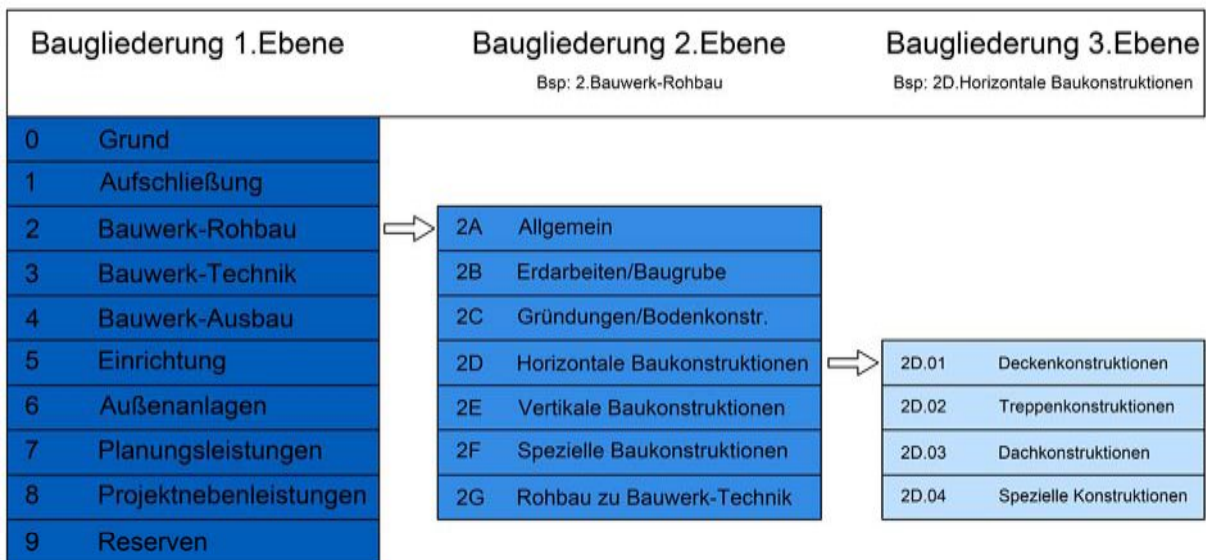 Baugliederung 1.Ebene
Baugliederung 2.Ebene
Bsp: 2.Bauwerk-Rohbau
Baugliederung 3.Ebene
Bsp: 2D.Horizontale Baukonstruktionen
0 Grund
1 Aufschließung
2 Bauwerk-Rohbau
3 Bauwerk-Technik
4 Bauwerk-Ausbau
5 Einrichtung
6 Außenanlagen
7 Planungsleistungen
8 Projektnebenleistungen
9 Reserven
2A Allgemein
2B Erdarbeiten/Baugrube
2C Gründungen/Bodenkonstr.
2D Horizontale Baukonstruktionen
2E Vertikale Baukonstruktionen
2F Spezielle Baukonstruktionen
2G Rohbau zu Bauwerk-Technik
2D.01 Deckenkonstruktionen
2D.02 Treppenkonstruktionen
2D.03 Dachkonstruktionen
2D.04 Spezielle Konstruktionen